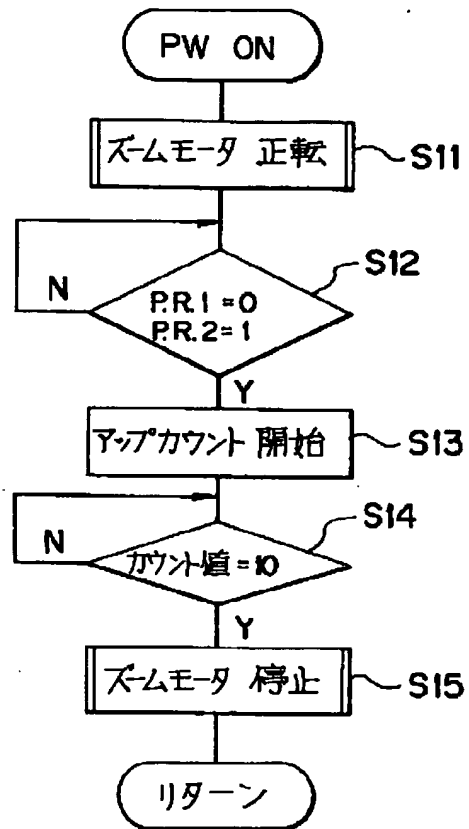 PW ON
ズームモータ 正転
S11
S12
N
P.R.1=0
P.R.2=1
Y
アップカウント 開始
S13
S14
N
カウント値=10
Y
ズームモータ 停止
S15
リターン